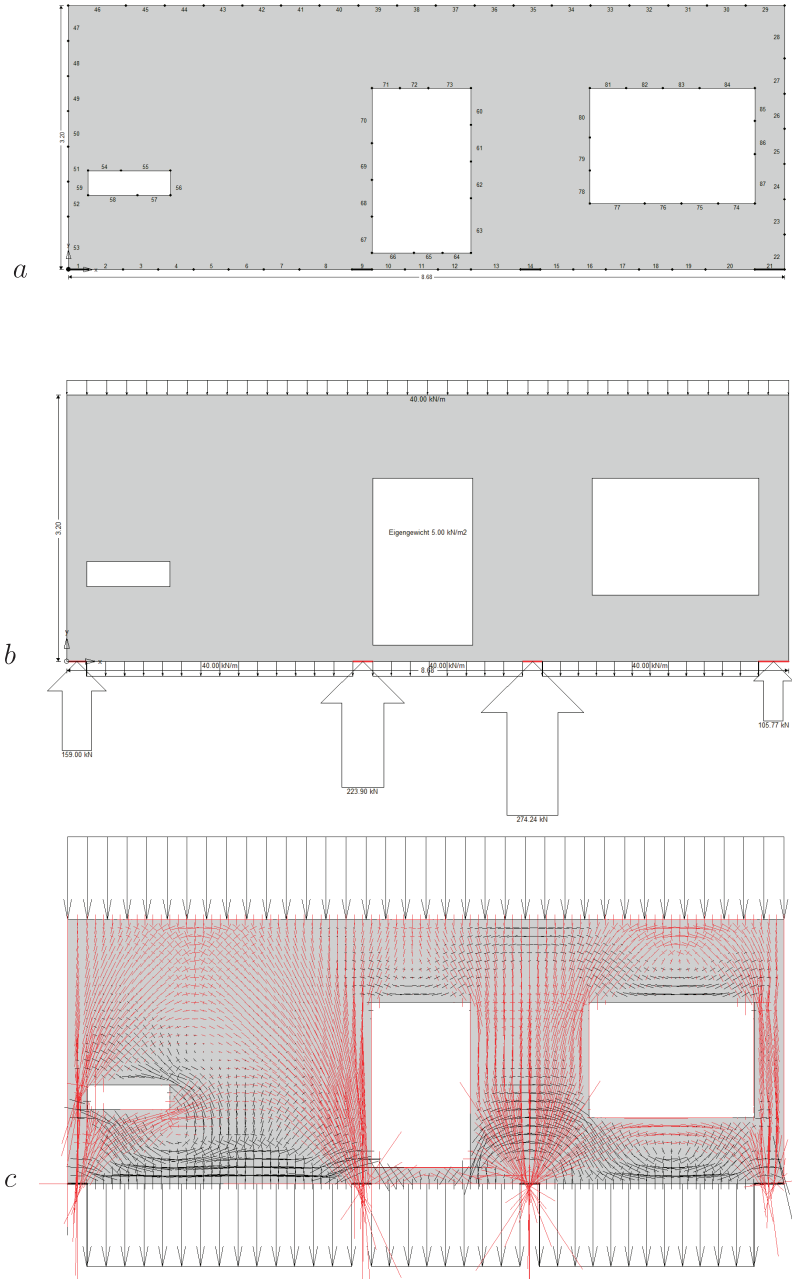 46 45 44 43 42 41 40 39 38 37 36 35 34 33 32 31 30 29
47
28
48
27
71 72 73
81 82 83 84
49
60
85
70
80
26
50
61
86
25
69
79
51
54 55
24
59
56
62
87
58 57
78
52
68
77 76 75 74
23
63
53
67
66 65 64
22
3.20
Y
x
1 2 3 4 5 6 7 8 9 10 11 12 13 14 15 16 17 18 19 20 21
8.68
a
40.00 kN/m
3.20
Eigengewicht 5.00 kN/m2
b
Y
x
40.00 kN/m 40.00 kN/m 40.00 kN/m
8.68
159.00 kN
223.90 kN
274.24 kN
105.77 kN
c